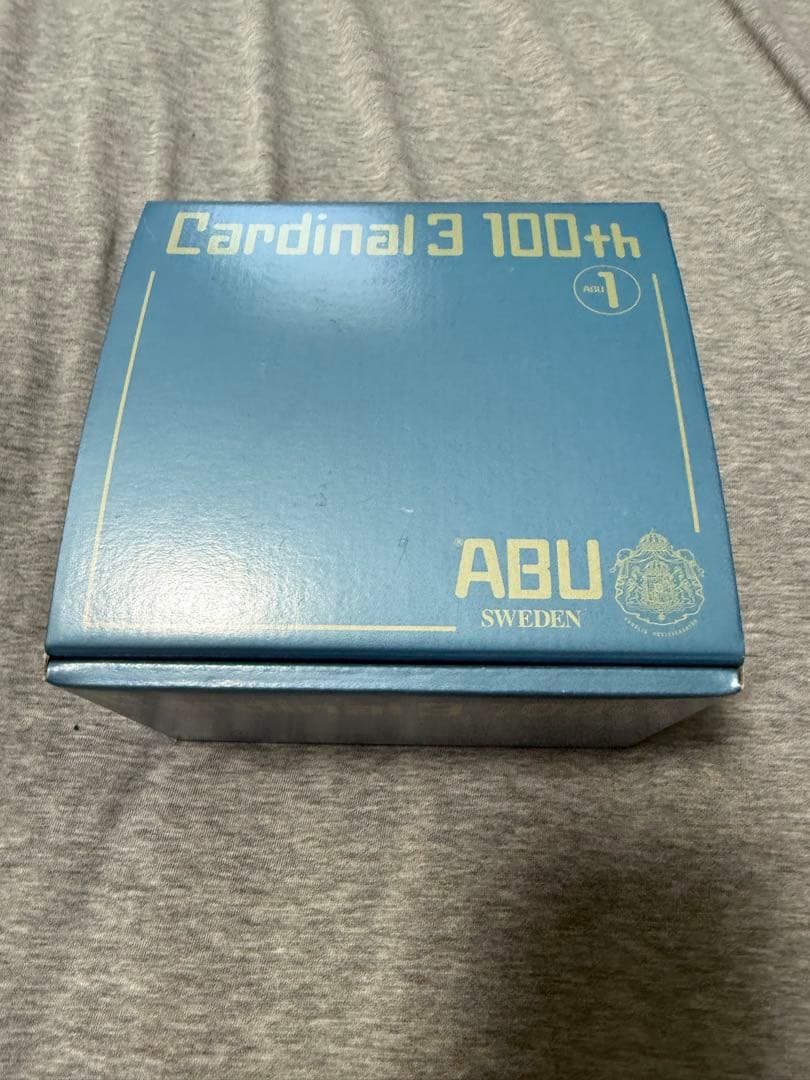 Cardinal 3 100th
ABU 1
® ABU
SWEDEN